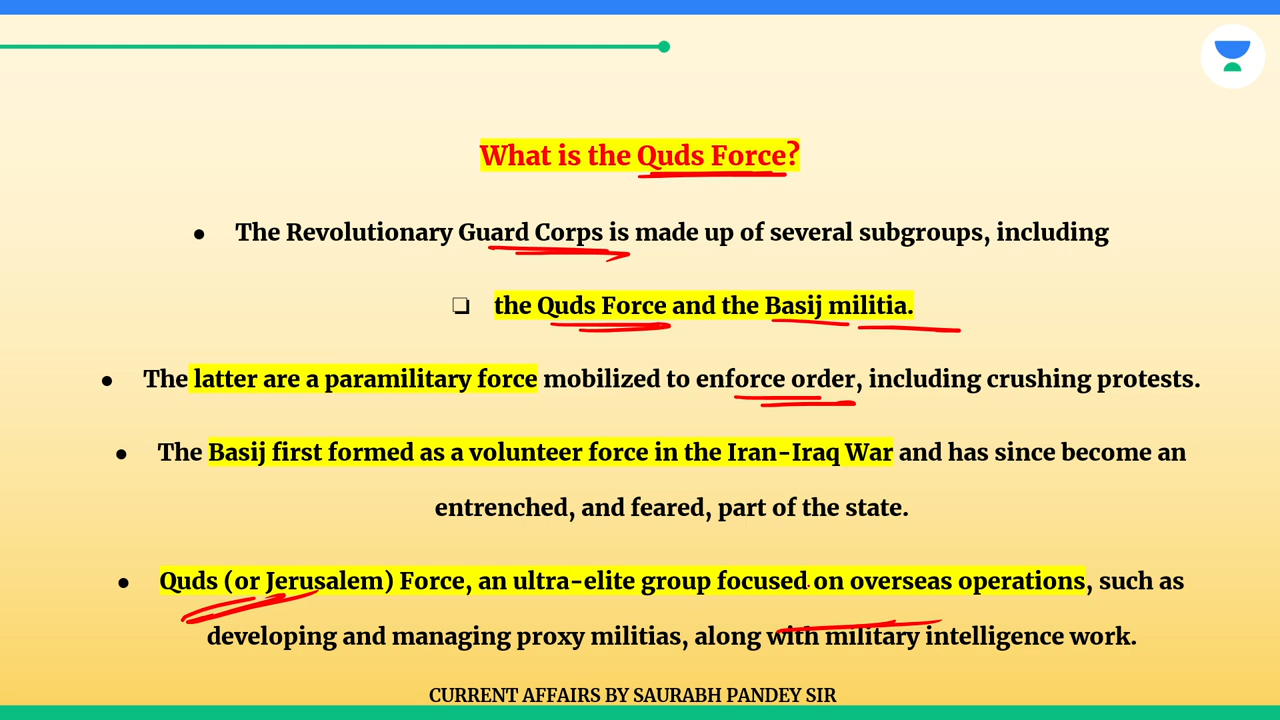 What is the Quds Force?
● The Revolutionary Guard Corps is made up of several subgroups, including
❏ the Quds Force and the Basij militia.
● The latter are a paramilitary force mobilized to enforce order, including crushing protests.
● The Basij first formed as a volunteer force in the Iran-Iraq War and has since become an
entrenched, and feared, part of the state.
● Quds (or Jerusalem) Force, an ultra-elite group focused on overseas operations, such as
developing and managing proxy militias, along with military intelligence work.
CURRENT AFFAIRS BY SAURABH PANDEY SIR